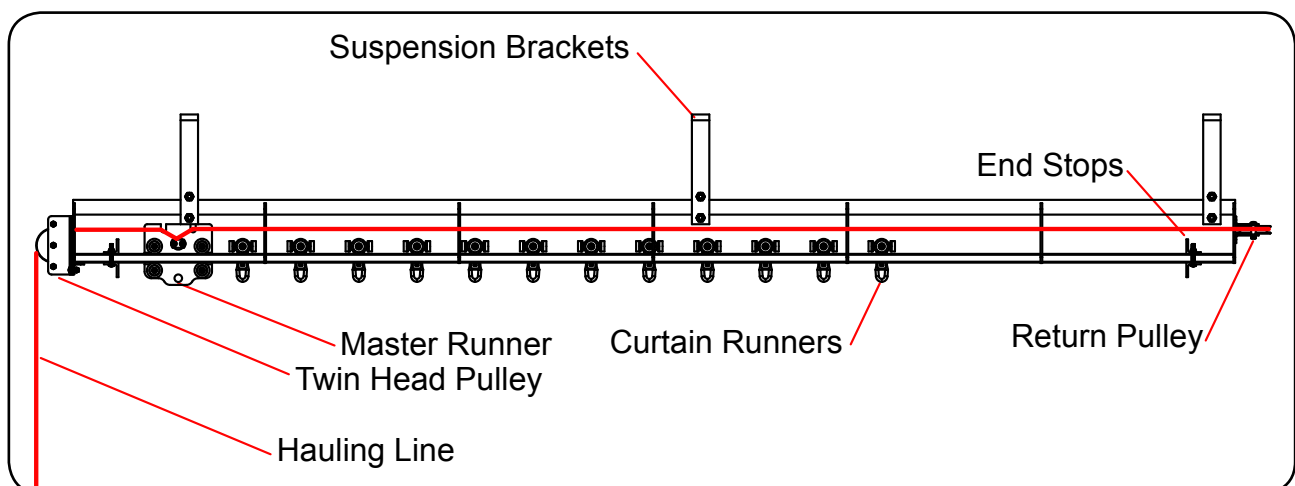 Suspension Brackets
End Stops
Master Runner
Curtain Runners
Return Pulley
Twin Head Pulley
Hauling Line